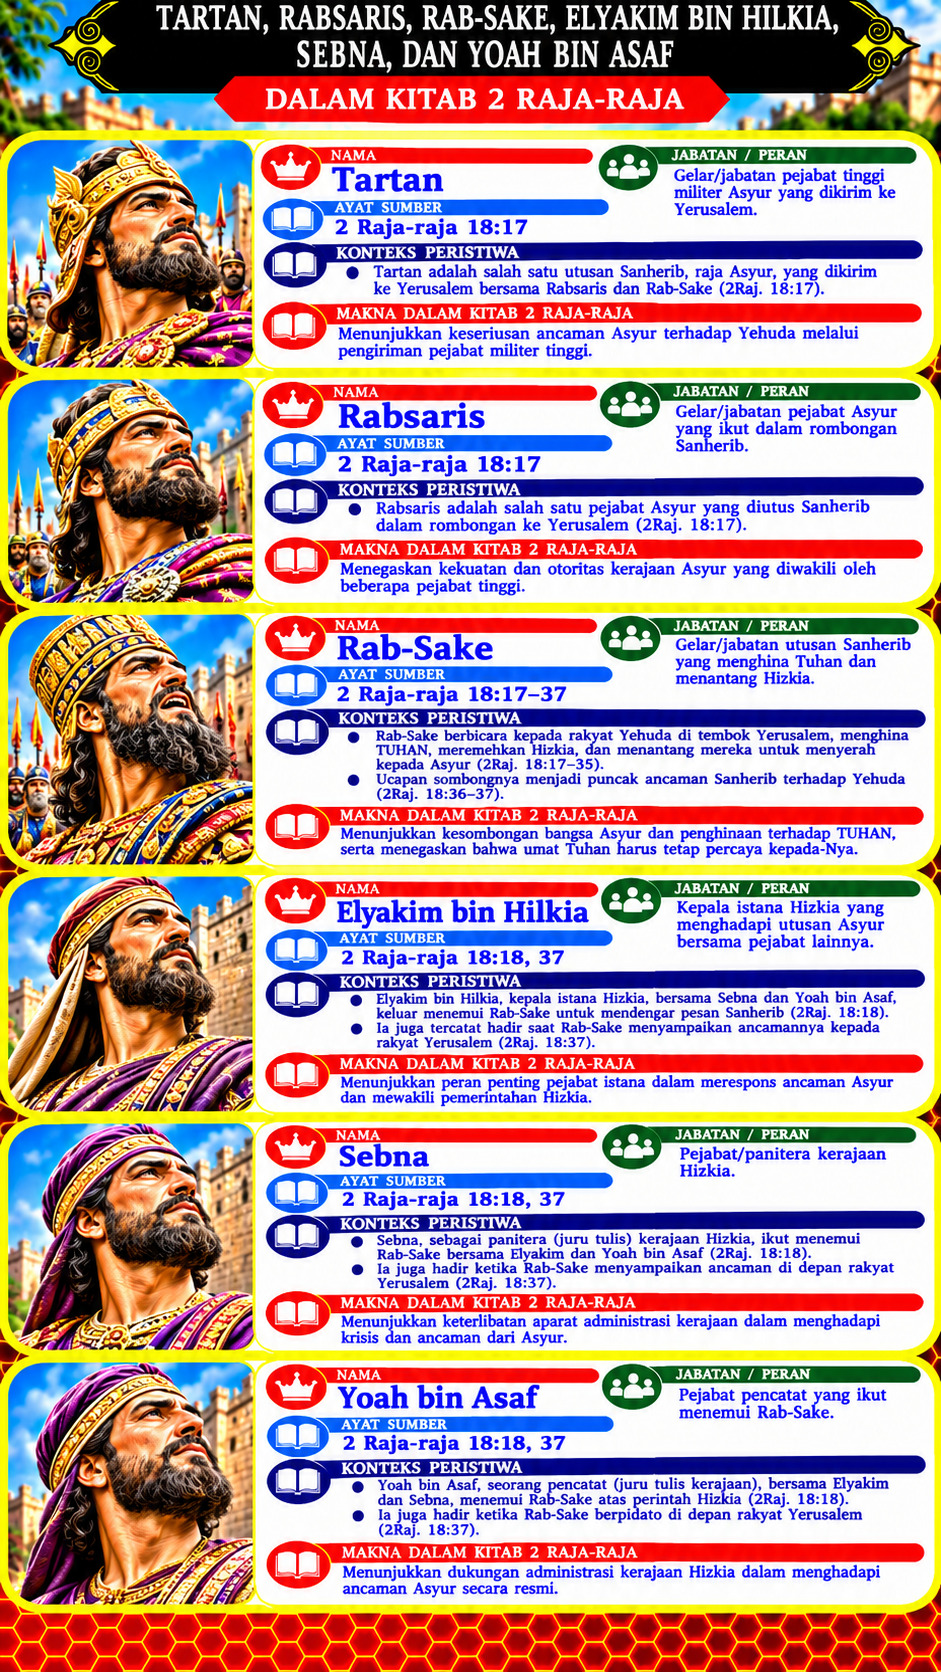 TARTAN, RABSARIS, RAB-SAKE, ELYAKIM BIN HILKIA,
SEBNA, DAN YOAH BIN ASAF
DALAM KITAB 2 RAJA-RAJA
NAMA
Tartan
JABATAN / PERAN
Gelar/jabatan pejabat tinggi
militer Asyur yang dikirim ke
Yerusalem.
AYAT SUMBER
2 Raja-raja 18:17
KONTEKS PERISTIWA
● Tartan adalah salah satu utusan Sanherib, raja Asyur, yang dikirim
ke Yerusalem bersama Rabsaris dan Rab-Sake (2Raj. 18:17).
MAKNA DALAM KITAB 2 RAJA-RAJA
Menunjukkan keseriusan ancaman Asyur terhadap Yehuda melalui
pengiriman pejabat militer tinggi.
NAMA
Rabsaris
JABATAN / PERAN
Gelar/jabatan pejabat Asyur
yang ikut dalam rombongan
Sanherib.
AYAT SUMBER
2 Raja-raja 18:17
KONTEKS PERISTIWA
● Rabsaris adalah salah satu pejabat Asyur yang diutus Sanherib
dalam rombongan ke Yerusalem (2Raj. 18:17).
MAKNA DALAM KITAB 2 RAJA-RAJA
Menegaskan kekuatan dan otoritas kerajaan Asyur yang diwakili oleh
beberapa pejabat tinggi.
NAMA
Rab-Sake
JABATAN / PERAN
Gelar/jabatan utusan Sanherib
yang menghina Tuhan dan
menantang Hizkia.
AYAT SUMBER
2 Raja-raja 18:17–37
KONTEKS PERISTIWA
● Rab-Sake berbicara kepada rakyat Yehuda di tembok Yerusalem, menghina
TUHAN, meremehkan Hizkia, dan menantang mereka untuk menyerah
kepada Asyur (2Raj. 18:17–35).
● Ucapan sombongnya menjadi puncak ancaman Sanherib terhadap Yehuda
(2Raj. 18:36–37).
MAKNA DALAM KITAB 2 RAJA-RAJA
Menunjukkan kesombongan bangsa Asyur dan penghinaan terhadap TUHAN,
serta menegaskan bahwa umat Tuhan harus tetap percaya kepada-Nya.
NAMA
Elyakim bin Hilkia
JABATAN / PERAN
Kepala istana Hizkia yang
menghadapi utusan Asyur
bersama pejabat lainnya.
AYAT SUMBER
2 Raja-raja 18:18, 37
KONTEKS PERISTIWA
● Elyakim bin Hilkia, kepala istana Hizkia, bersama Sebna dan Yoah bin Asaf,
keluar menemui Rab-Sake untuk mendengar pesan Sanherib (2Raj. 18:18).
● Ia juga tercatat hadir saat Rab-Sake menyampaikan ancamannya kepada
rakyat Yerusalem (2Raj. 18:37).
MAKNA DALAM KITAB 2 RAJA-RAJA
Menunjukkan peran penting pejabat istana dalam merespons ancaman Asyur
dan mewakili pemerintahan Hizkia.
NAMA
Sebna
JABATAN / PERAN
Pejabat/panitera kerajaan
Hizkia.
AYAT SUMBER
2 Raja-raja 18:18, 37
KONTEKS PERISTIWA
● Sebna, sebagai panitera (juru tulis) kerajaan Hizkia, ikut menemui
Rab-Sake bersama Elyakim dan Yoah bin Asaf (2Raj. 18:18).
● Ia juga hadir ketika Rab-Sake menyampaikan ancaman di depan rakyat
Yerusalem (2Raj. 18:37).
MAKNA DALAM KITAB 2 RAJA-RAJA
Menunjukkan keterlibatan aparat administrasi kerajaan dalam menghadapi
krisis dan ancaman dari Asyur.
NAMA
Yoah bin Asaf
JABATAN / PERAN
Pejabat pencatat yang ikut
menemui Rab-Sake.
AYAT SUMBER
2 Raja-raja 18:18, 37
KONTEKS PERISTIWA
● Yoah bin Asaf, seorang pencatat (juru tulis kerajaan), bersama Elyakim
dan Sebna, menemui Rab-Sake atas perintah Hizkia (2Raj. 18:18).
● Ia juga hadir ketika Rab-Sake berpidato di depan rakyat Yerusalem
(2Raj. 18:37).
MAKNA DALAM KITAB 2 RAJA-RAJA
Menunjukkan dukungan administrasi kerajaan Hizkia dalam menghadapi
ancaman Asyur secara resmi.